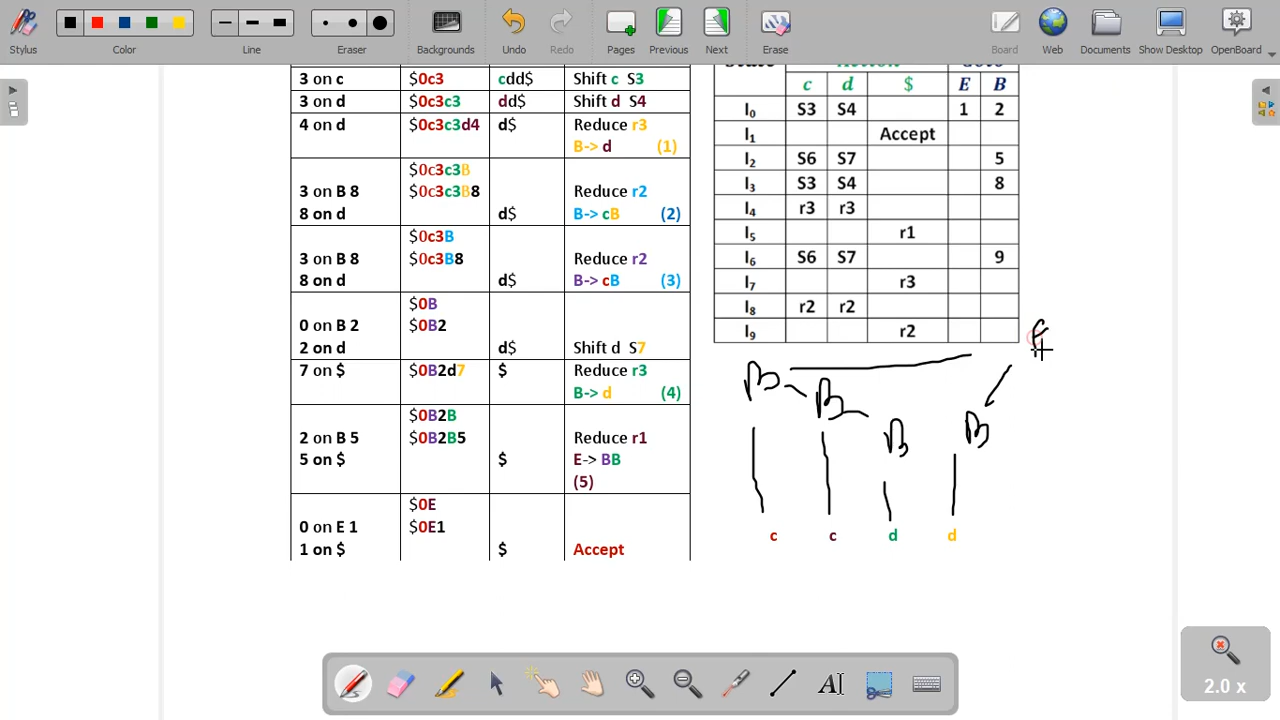 Stylus Color Line Eraser Backgrounds Undo Redo Pages Previous Next Erase Board Web Documents Show Desktop OpenBoard
3 on c $0c3 cdd$ Shift c S3
3 on d $0c3c3 dd$ Shift d S4
4 on d $0c3c3d4 d$ Reduce r3
B-> d (1)
$0c3c3B
3 on B 8 $0c3c3B8 Reduce r2
8 on d d$ B-> cB (2)
$0c3B
3 on B 8 $0c3B8 Reduce r2
8 on d d$ B-> cB (3)
$0B
0 on B 2 $0B2
2 on d d$ Shift d S7
7 on $ $0B2d7 $ Reduce r3
B-> d (4)
$0B2B
2 on B 5 $0B2B5 Reduce r1
5 on $ $ E-> BB
(5)
$0E
0 on E 1 $0E1
1 on $ $ Accept
c d $ E B
I0 S3 S4 1 2
I1 Accept
I2 S6 S7 5
I3 S3 S4 8
I4 r3 r3
I5 r1
I6 S6 S7 9
I7 r3
I8 r2 r2
I9 r2
E
B B B B
c c d d
2.0 x